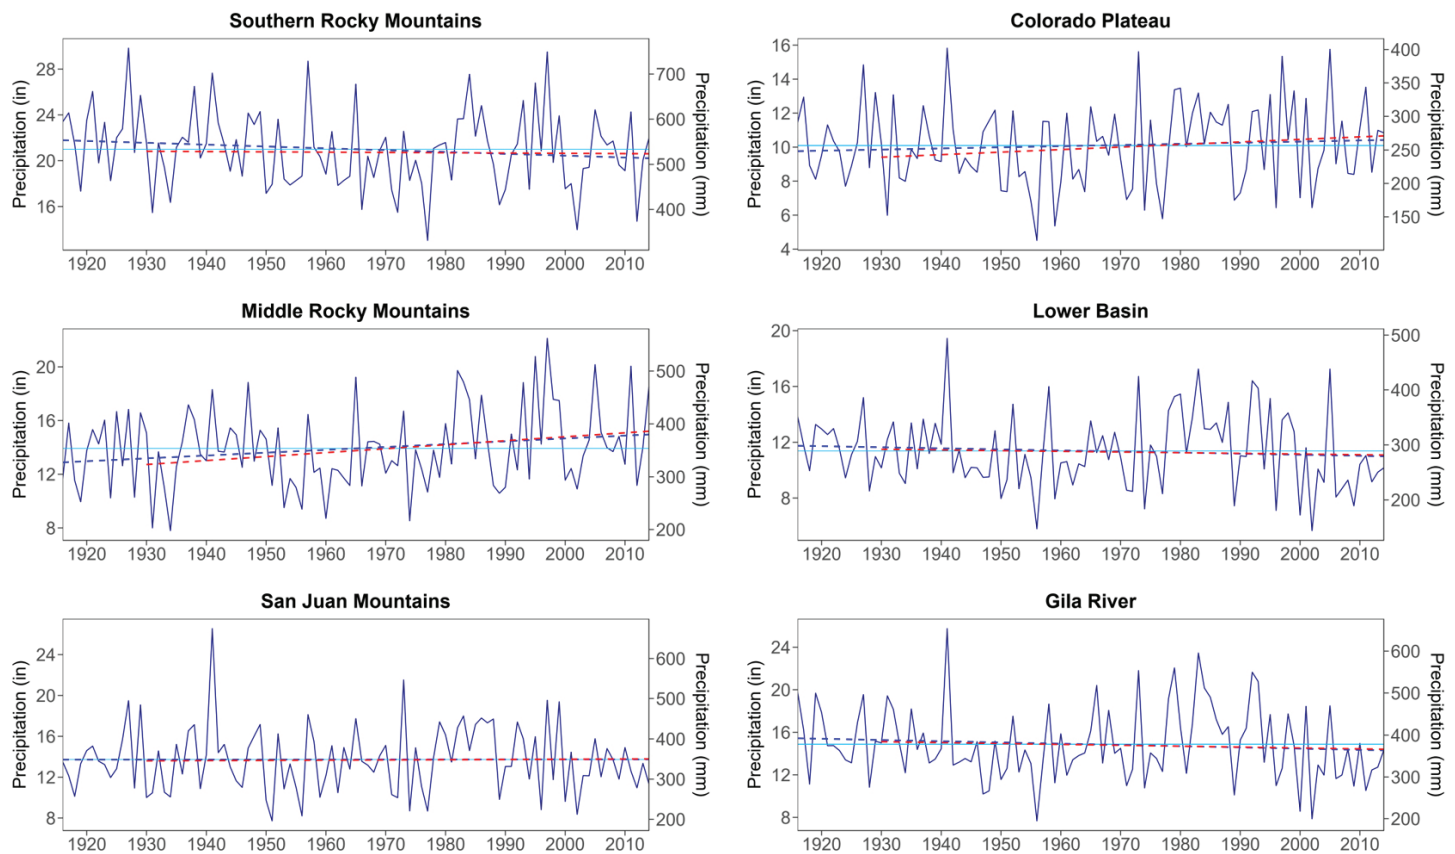 Southern Rocky Mountains
Precipitation (in)
28
24
20
16
700
600
500
400
Precipitation (mm)
1920 1930 1940 1950 1960 1970 1980 1990 2000 2010
Colorado Plateau
Precipitation (in)
16
14
12
10
8
6
4
400
350
300
250
200
150
Precipitation (mm)
1920 1930 1940 1950 1960 1970 1980 1990 2000 2010
Middle Rocky Mountains
Precipitation (in)
20
16
12
8
500
400
300
200
Precipitation (mm)
1920 1930 1940 1950 1960 1970 1980 1990 2000 2010
Lower Basin
Precipitation (in)
20
16
12
8
500
400
300
200
Precipitation (mm)
1920 1930 1940 1950 1960 1970 1980 1990 2000 2010
San Juan Mountains
Precipitation (in)
24
20
16
12
8
600
500
400
300
200
Precipitation (mm)
1920 1930 1940 1950 1960 1970 1980 1990 2000 2010
Gila River
Precipitation (in)
24
20
16
12
8
600
500
400
300
200
Precipitation (mm)
1920 1930 1940 1950 1960 1970 1980 1990 2000 2010